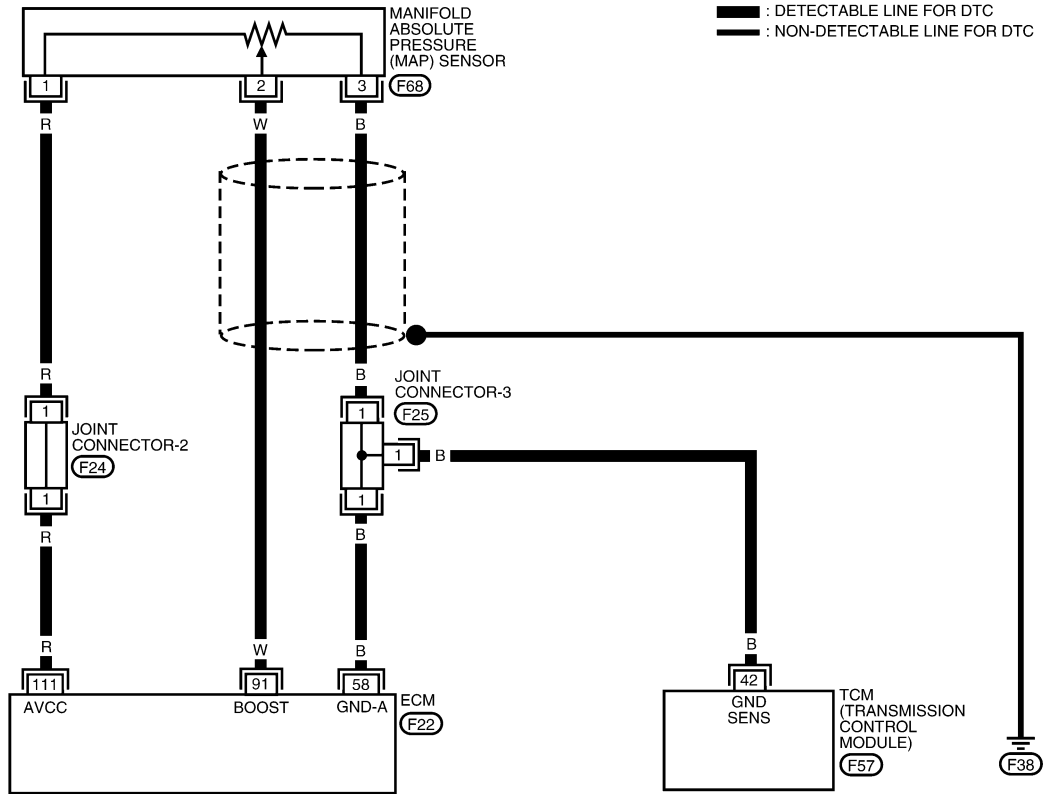 MANIFOLD
ABSOLUTE
PRESSURE
(MAP) SENSOR
F68
: DETECTABLE LINE FOR DTC
: NON-DETECTABLE LINE FOR DTC
1
2
3
R
W
B
R
B
JOINT
CONNECTOR-3
F25
1
1
JOINT
CONNECTOR-2
F24
1
B
1
1
R
B
R
W
B
B
111
91
58
42
AVCC
BOOST
GND-A
ECM
F22
GND
SENS
TCM
(TRANSMISSION
CONTROL
MODULE)
F57
F38